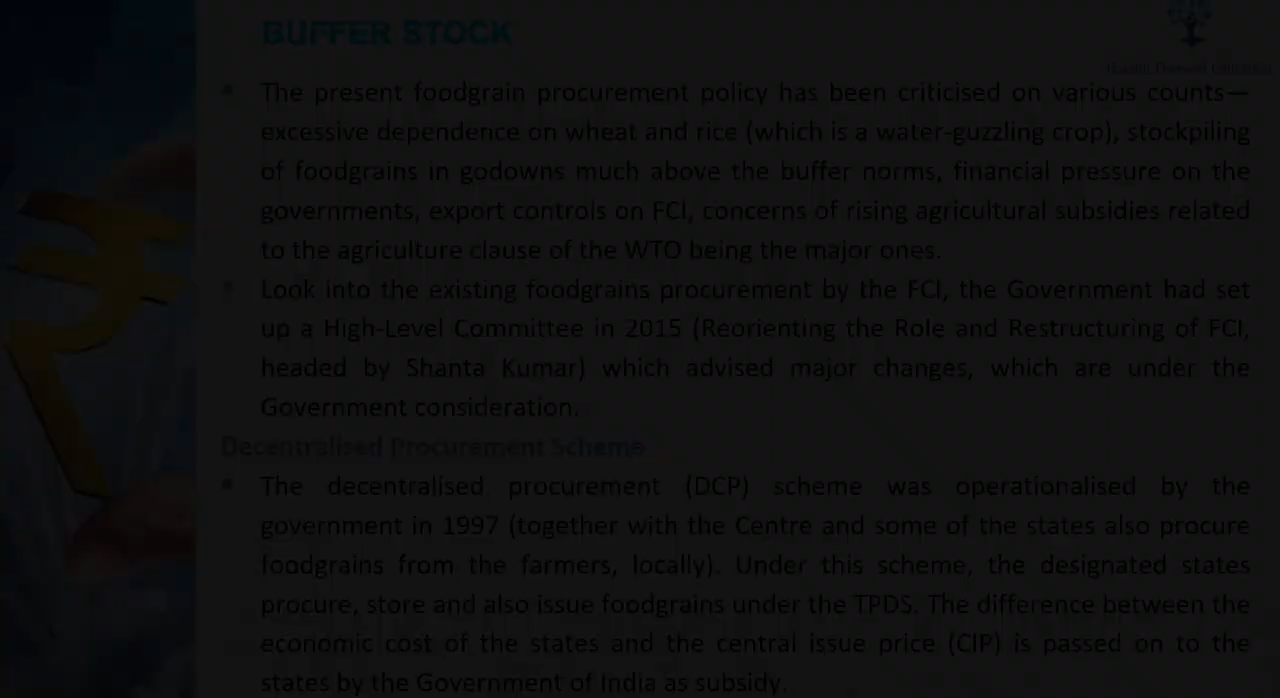 BUFFER STOCK
The present foodgrain procurement policy has been criticised on various counts—
excessive dependence on wheat and rice (which is a water-guzzling crop), stockpiling
of foodgrains in godowns much above the buffer norms, financial pressure on the
governments, export controls on FCI, concerns of rising agricultural subsidies related
to the agriculture clause of the WTO being the major ones.
Look into the existing foodgrains procurement by the FCI, the Government had set
up a High-Level Committee in 2015 (Reorienting the Role and Restructuring of FCI,
headed by Shanta Kumar) which advised major changes, which are under the
Government consideration.
Decentralised Procurement Scheme
The decentralised procurement (DCP) scheme was operationalised by the
government in 1997 (together with the Centre and some of the states also procure
foodgrains from the farmers, locally). Under this scheme, the designated states
procure, store and also issue foodgrains under the TPDS. The difference between the
economic cost of the states and the central issue price (CIP) is passed on to the
states by the Government of India as subsidy.